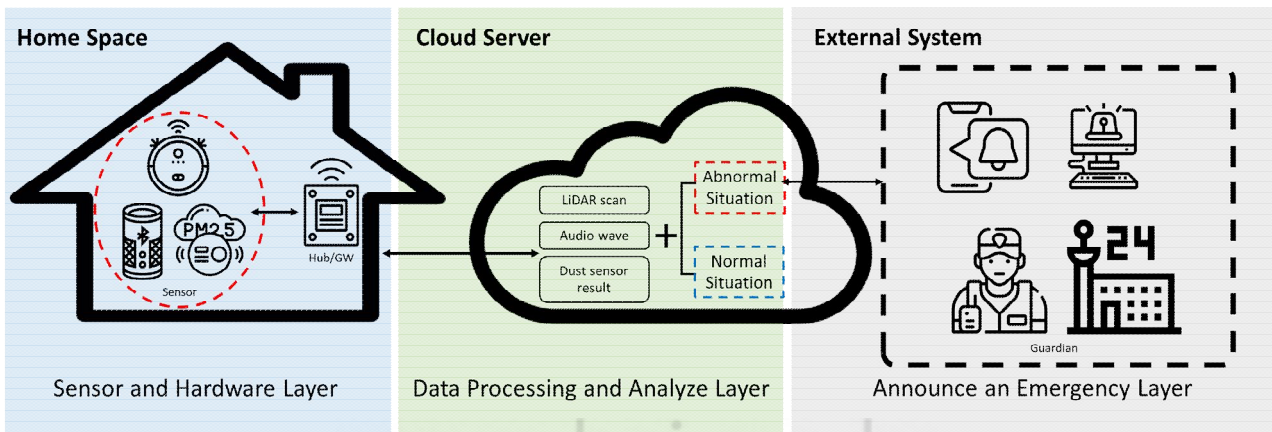 Home Space
PM2.5
Hub/GW
Sensor
Sensor and Hardware Layer
Cloud Server
LiDAR scan
Audio wave
Dust sensor
result
+
Abnormal
Situation
Normal
Situation
Data Processing and Analyze Layer
External System
24
Guardian
Announce an Emergency Layer